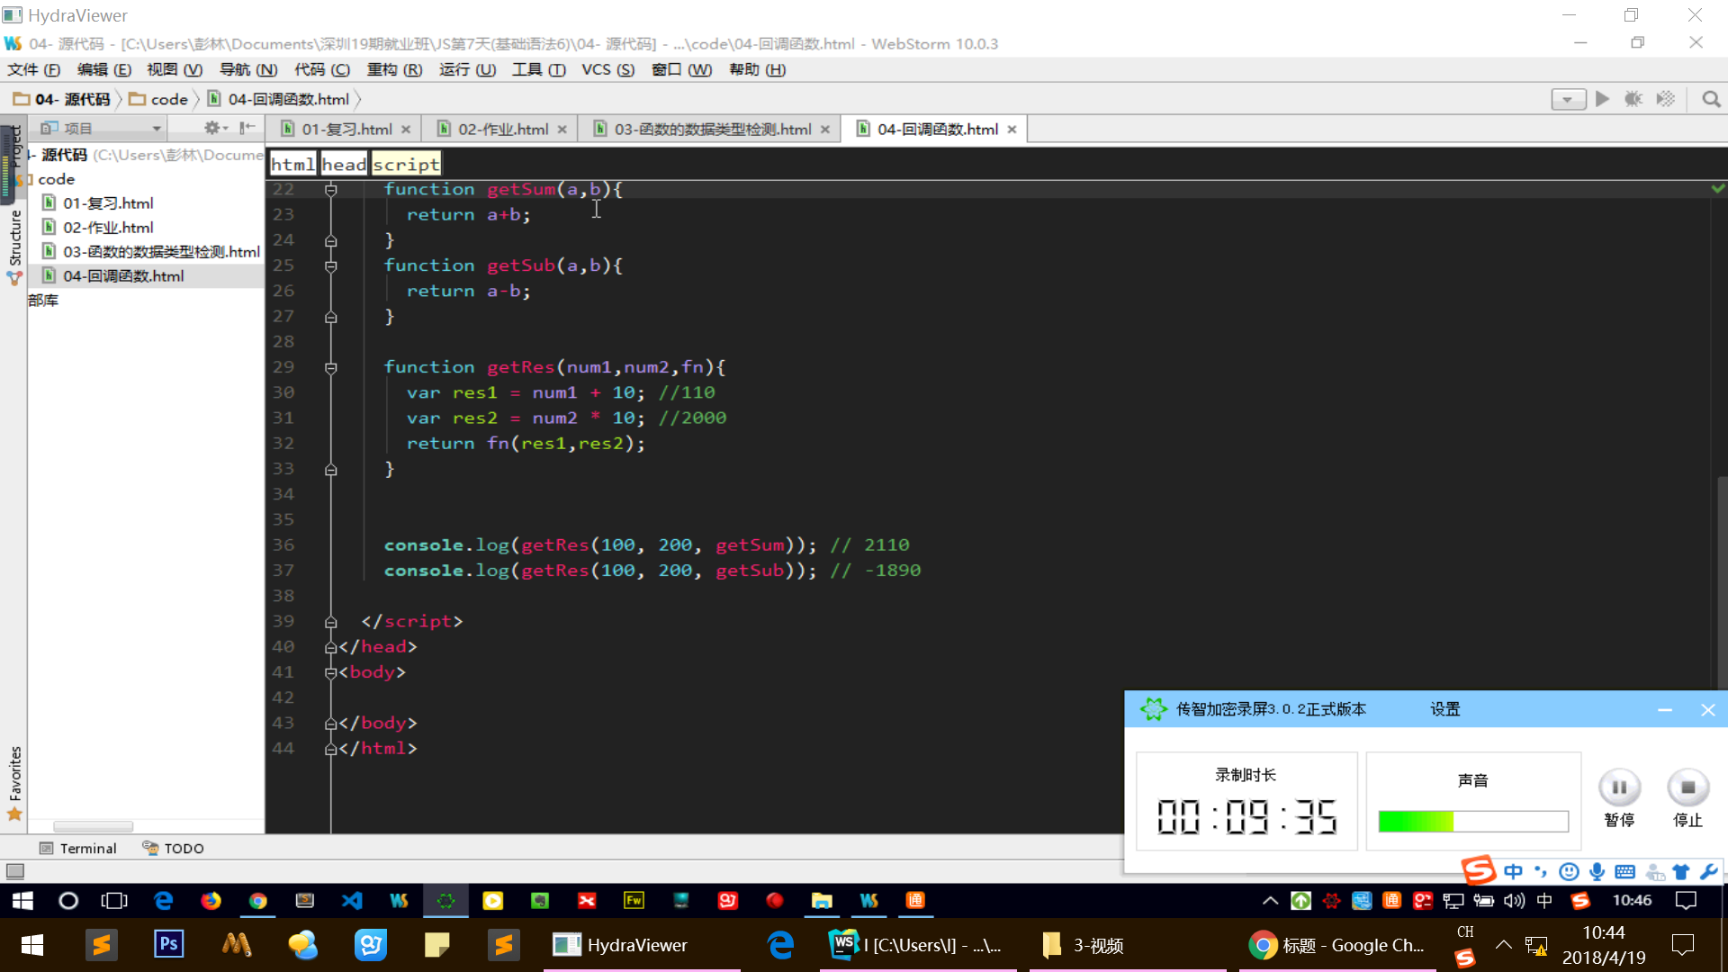 HydraViewer
04- 源代码 - [C:\Users\彭林\Documents\深圳19期就业班\JS第7天(基础语法6)\04- 源代码] - ...\code\04-回调函数.html - WebStorm 10.0.3
文件 (F) 编辑 (E) 视图 (V) 导航 (N) 代码 (C) 重构 (R) 运行 (U) 工具 (T) VCS (S) 窗口 (W) 帮助 (H)
04- 源代码 code 04-回调函数.html
项目
01-复习.html 02-作业.html 03-函数的数据类型检测.html 04-回调函数.html
Project
源代码 (C:\Users\彭林\Docume
code
01-复习.html
02-作业.html
03-函数的数据类型检测.html
04-回调函数.html
部库
Structure
Favorites
html head script
22 function getSum(a,b){
23 return a+b;
24 }
25 function getSub(a,b){
26 return a-b;
27 }
28
29 function getRes(num1,num2,fn){
30 var res1 = num1 + 10; //110
31 var res2 = num2 * 10; //2000
32 return fn(res1,res2);
33 }
34
35
36 console.log(getRes(100, 200, getSum)); // 2110
37 console.log(getRes(100, 200, getSub)); // -1890
38
39 </script>
40 </head>
41 <body>
42
43 </body>
44 </html>
传智加密录屏3.0.2正式版本 设置
录制时长
00:09:35
声音
暂停 停止
Terminal TODO
中
中 10:46
HydraViewer
l [C:\Users\l] - ...\...
3-视频
标题 - Google Ch...
CH
10:44
2018/4/19